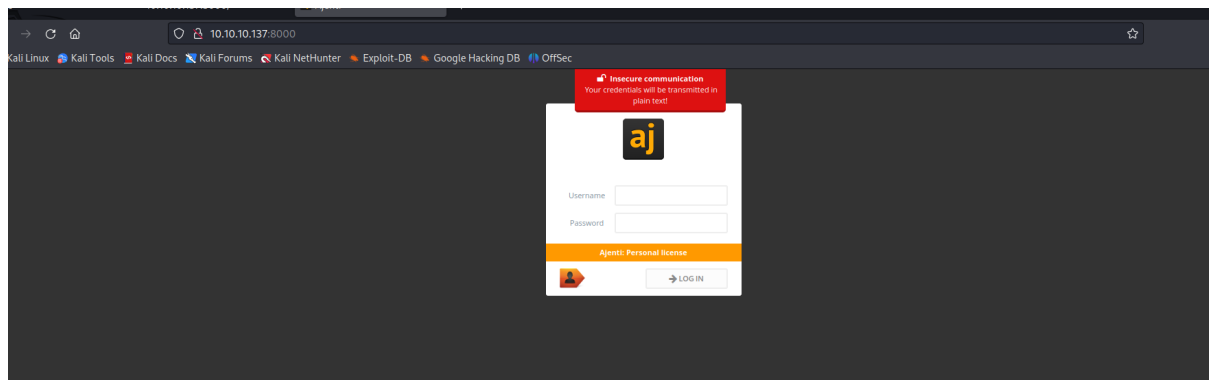 10.10.10.137:8000
Kali Linux Kali Tools Kali Docs Kali Forums Kali NetHunter Exploit-DB Google Hacking DB OffSec
Insecure communication
Your credentials will be transmitted in
plain text!
aj
Username
Password
Ajenti: Personal license
LOG IN